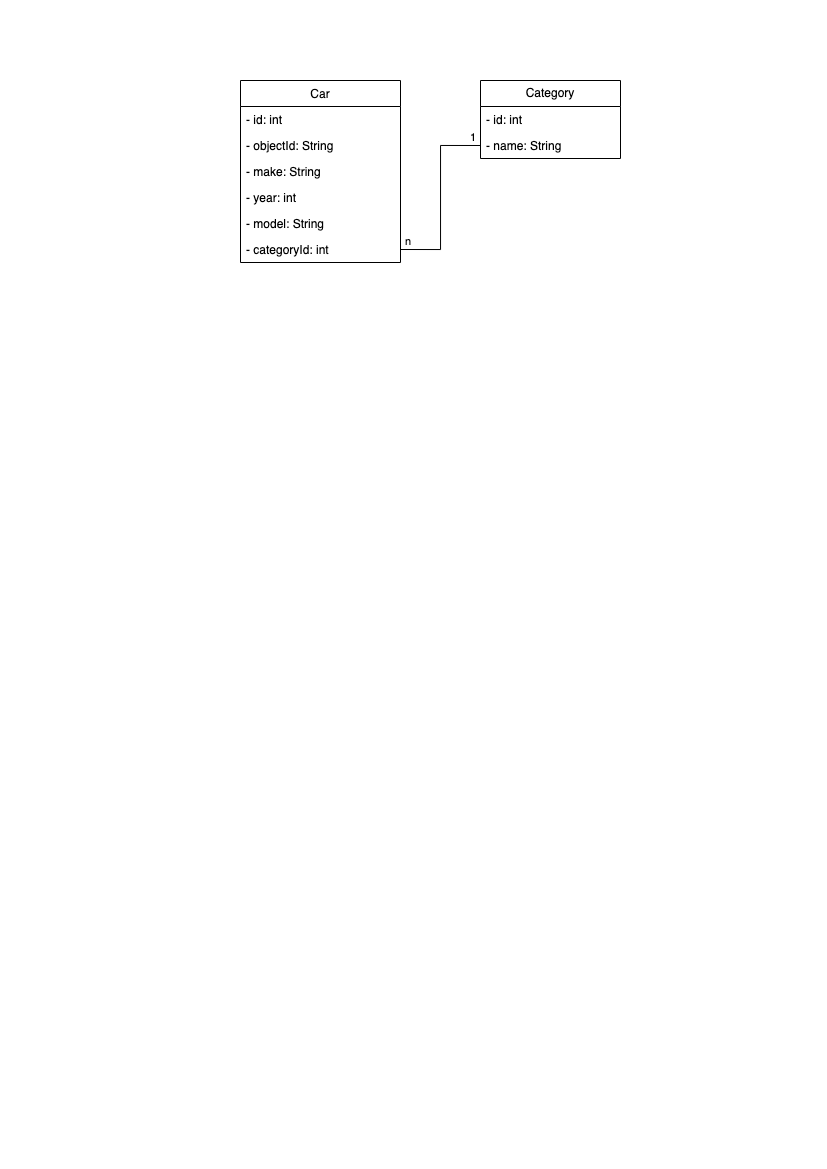 Car
- id: int
- objectId: String
- make: String
- year: int
- model: String
- categoryId: int
n
1
Category
- id: int
- name: String